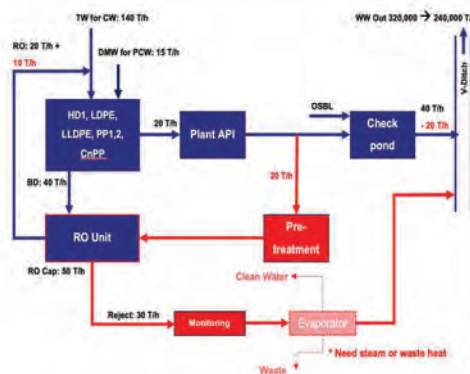 TW for CW: 140 T/h
WW Out 320,000 → 240,000 T/
RO: 20 T/h +
10 T/h
DMW for PCW: 15 T/h
V-Ditch
HD1, LDPE,
LLDPE, PP1,2,
CnPP
20 T/h
Plant API
OSBL
Check
pond
40 T/h
- 20 T/h
20 T/h
BD: 40 T/h
RO Unit
Pre-
treatment
RO Cap: 50 T/h
Clean Water
Reject: 30 T/h
Monitoring
Evaporator
* Need steam or waste heat
Waste